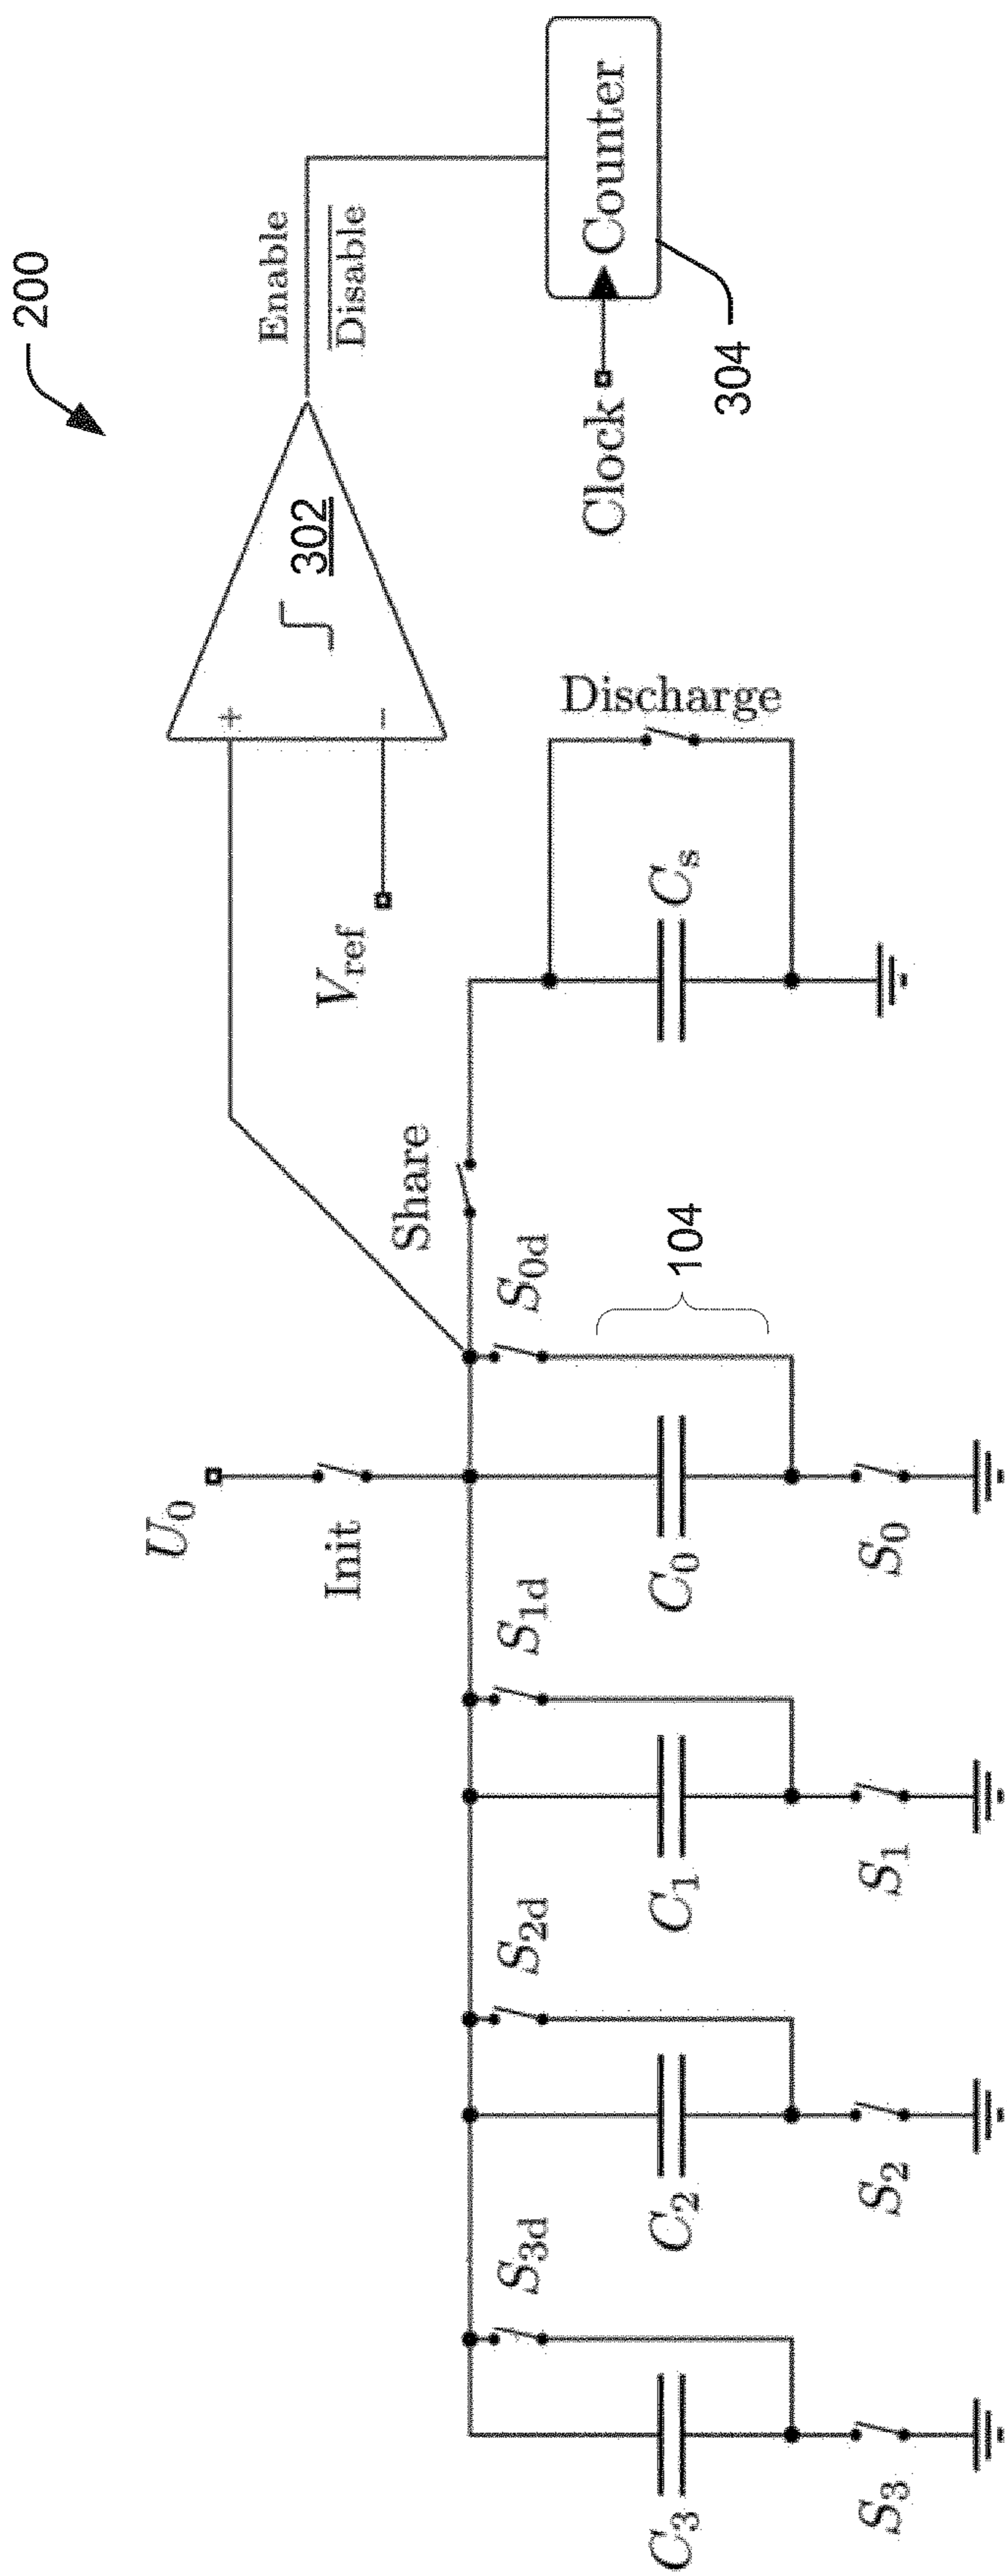 200
Enable
Disable
302
+
−
Counter
Clock
304
V_ref
U_0
Init
Share
Discharge
S_3d
S_2d
S_1d
S_0d
104
C_3
C_2
C_1
C_0
C_s
S_3
S_2
S_1
S_0